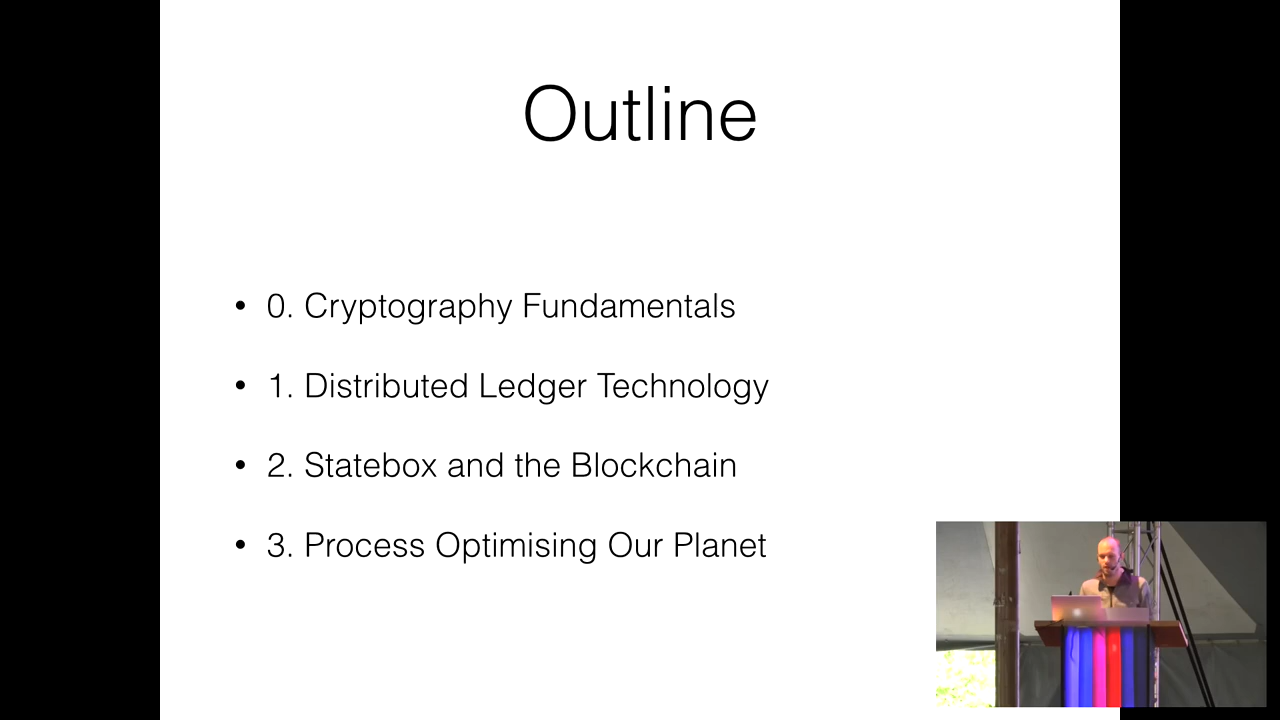 Outline
• 0. Cryptography Fundamentals
• 1. Distributed Ledger Technology
• 2. Statebox and the Blockchain
• 3. Process Optimising Our Planet